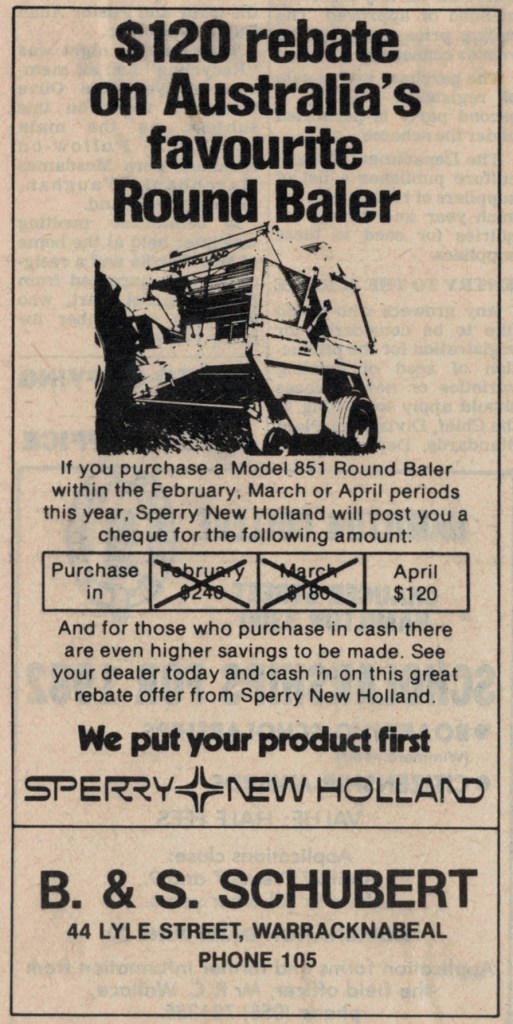 $120 rebate
on Australia's
favourite
Round Baler
NEW HOLLAND
If you purchase a Model 851 Round Baler
within the February, March or April periods
this year, Sperry New Holland will post you a
cheque for the following amount:
Purchase in February $240 March $180 April $120
And for those who purchase in cash there
are even higher savings to be made. See
your dealer today and cash in on this great
rebate offer from Sperry New Holland.
We put your product first
SPERRY NEW HOLLAND
B. & S. SCHUBERT
44 LYLE STREET, WARRACKNABEAL
PHONE 105